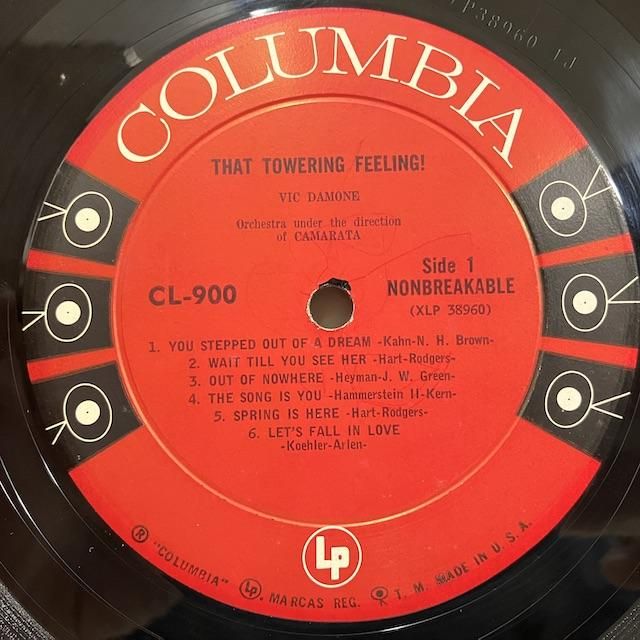 XLP38960 1J
COLUMBIA
THAT TOWERING FEELING!
VIC DAMONE
Orchestra under the direction
of CAMARATA
CL-900
Side 1
NONBREAKABLE
(XLP 38960)
1. YOU STEPPED OUT OF A DREAM -Kahn-N. H. Brown-
2. WAIT TILL YOU SEE HER -Hart-Rodgers-
3. OUT OF NOWHERE -Heyman-J. W. Green-
4. THE SONG IS YOU -Hammerstein II-Kern-
5. SPRING IS HERE -Hart-Rodgers-
6. LET'S FALL IN LOVE
-Koehler-Arlen-
Lp
® "COLUMBIA" Lp. MARCAS REG. T. M. MADE IN U. S. A.